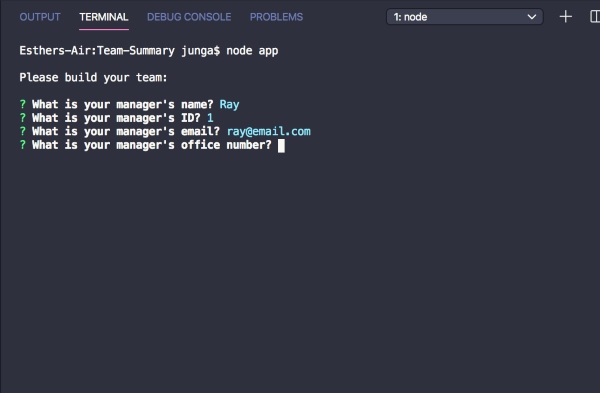 OUTPUT TERMINAL DEBUG CONSOLE PROBLEMS 1: node
Esthers-Air:Team-Summary junga$ node app
Please build your team:
? What is your manager's name? Ray
? What is your manager's ID? 1
? What is your manager's email? ray@email.com
? What is your manager's office number?